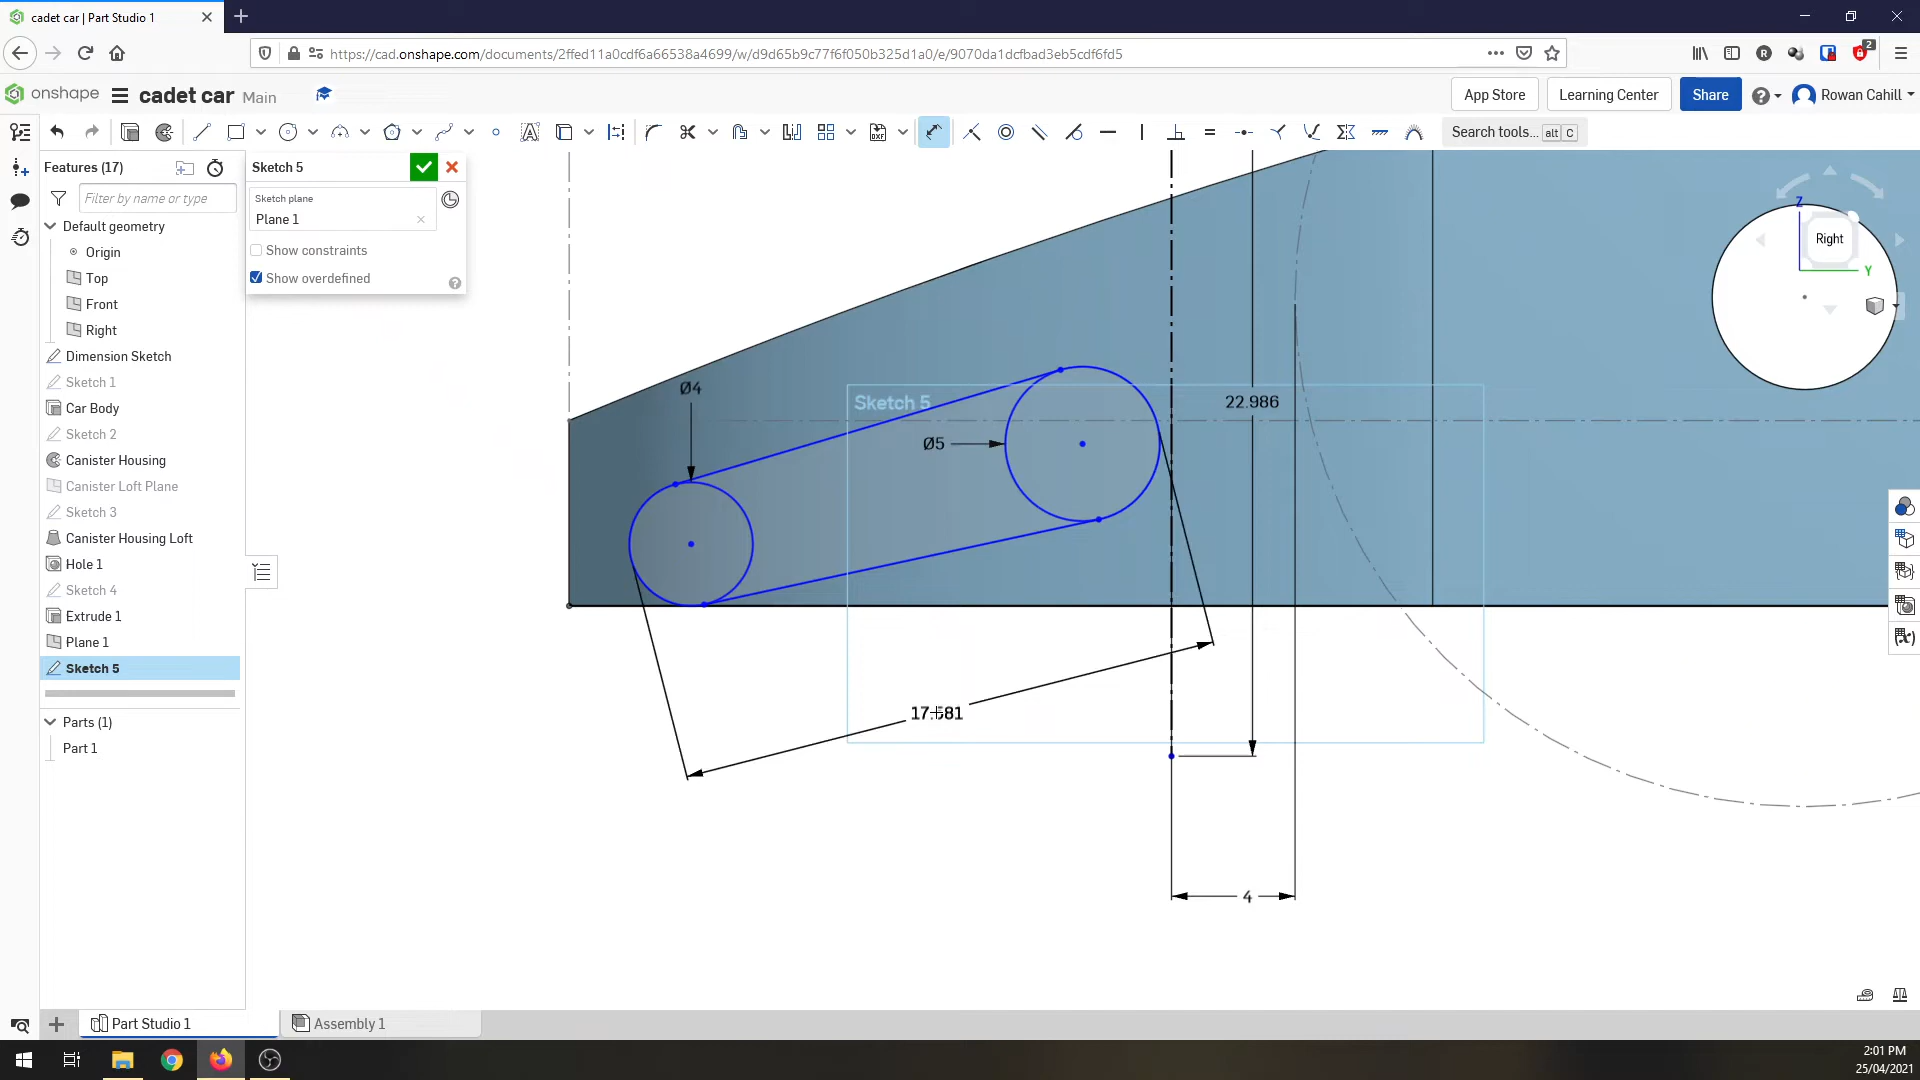 cadet car | Part Studio 1
https://cad.onshape.com/documents/2ffed11a0cdf6a66538a4699/w/d9d65b9c77f6f050b325d1a0/e/9070da1dcfbad3eb5cdf6fd5
2
onshape
cadet car Main
App Store
Learning Center
Share
Rowan Cahill
Search tools... alt C
Features (17)
Filter by name or type
Default geometry
Origin
Top
Front
Right
Dimension Sketch
Sketch 1
Car Body
Sketch 2
Canister Housing
Canister Loft Plane
Sketch 3
Canister Housing Loft
Hole 1
Sketch 4
Extrude 1
Plane 1
Sketch 5
Parts (1)
Part 1
Sketch 5
Sketch plane
Plane 1
Show constraints
Show overdefined
Z
Right
Y
Ø4
Sketch 5
22.986
Ø5
17.581
4
Part Studio 1
Assembly 1
2:01 PM
25/04/2021